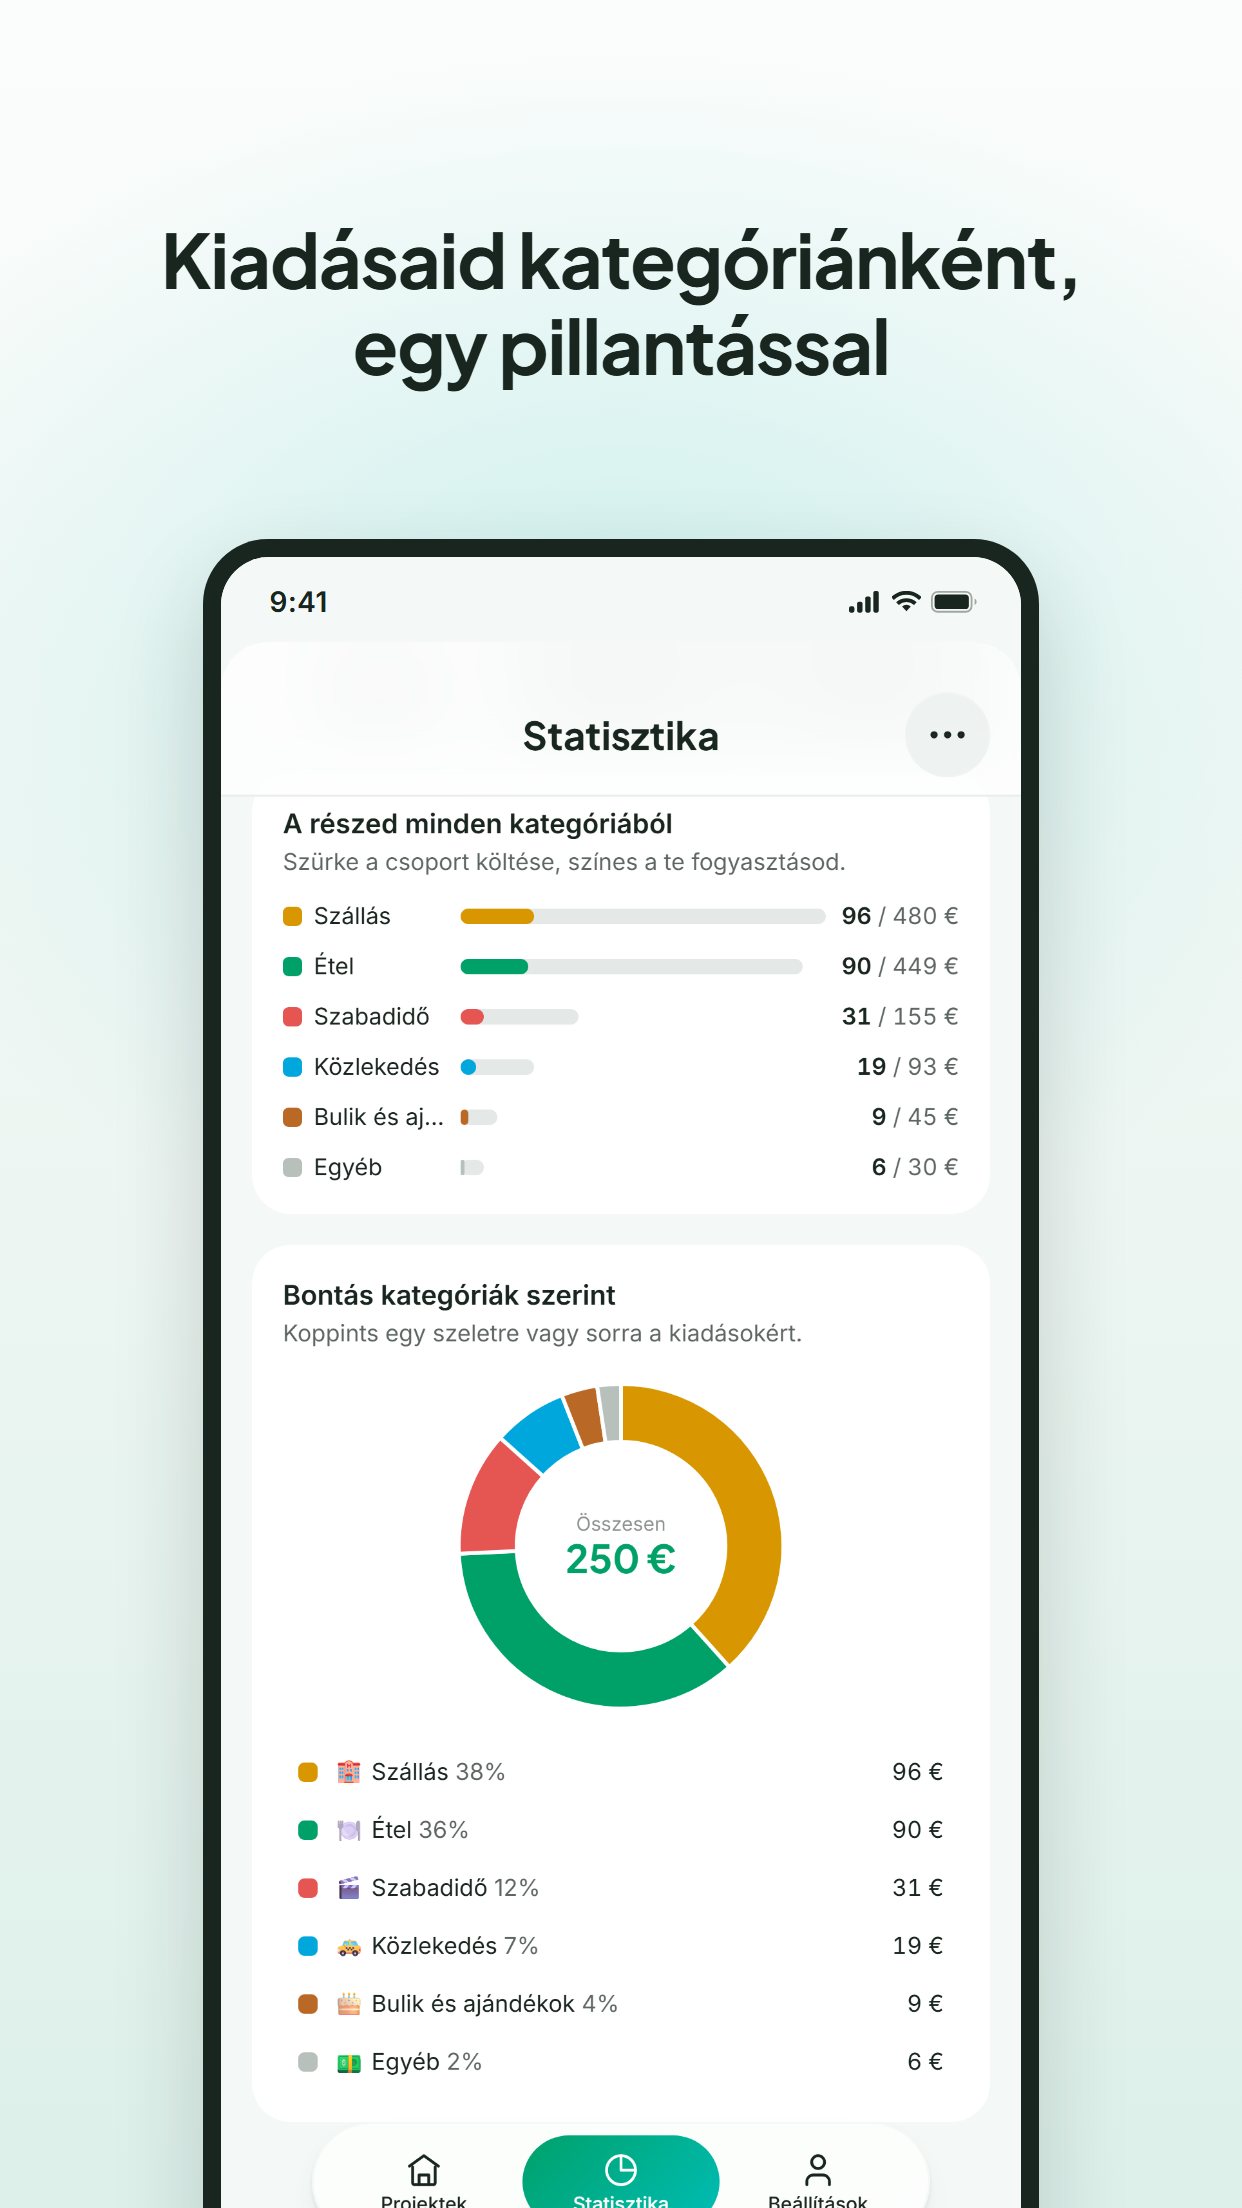 Kiadásaid kategóriánként,
egy pillantással
9:41
Statisztika
A részed minden kategóriából
Szürke a csoport költése, színes a te fogyasztásod.
Szállás 96 / 480 €
Étel 90 / 449 €
Szabadidő 31 / 155 €
Közlekedés 19 / 93 €
Bulik és aj... 9 / 45 €
Egyéb 6 / 30 €
Bontás kategóriák szerint
Koppints egy szeletre vagy sorra a kiadásokért.
Összesen
250 €
Szállás 38% 96 €
Étel 36% 90 €
Szabadidő 12% 31 €
Közlekedés 7% 19 €
Bulik és ajándékok 4% 9 €
Egyéb 2% 6 €
Projektek Statisztika Beállítások